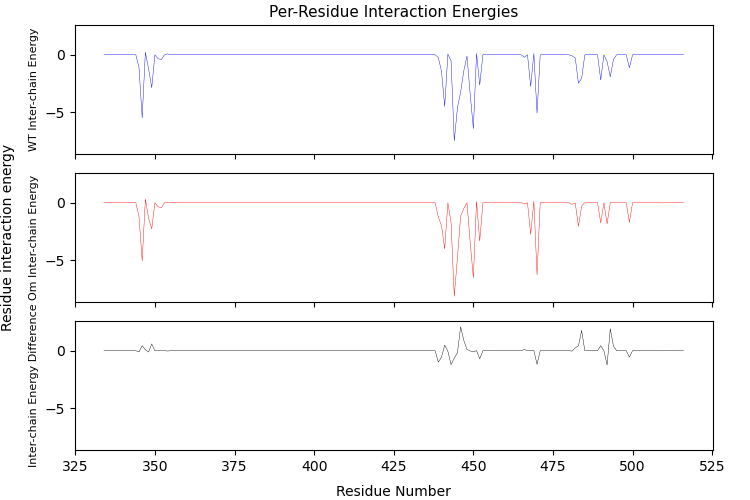 Per-Residue Interaction Energies
Residue interaction energy
WT Inter-chain Energy
0
−5
Om Inter-chain Energy
0
−5
Inter-chain Energy Difference
0
−5
325
350
375
400
425
450
475
500
525
Residue Number